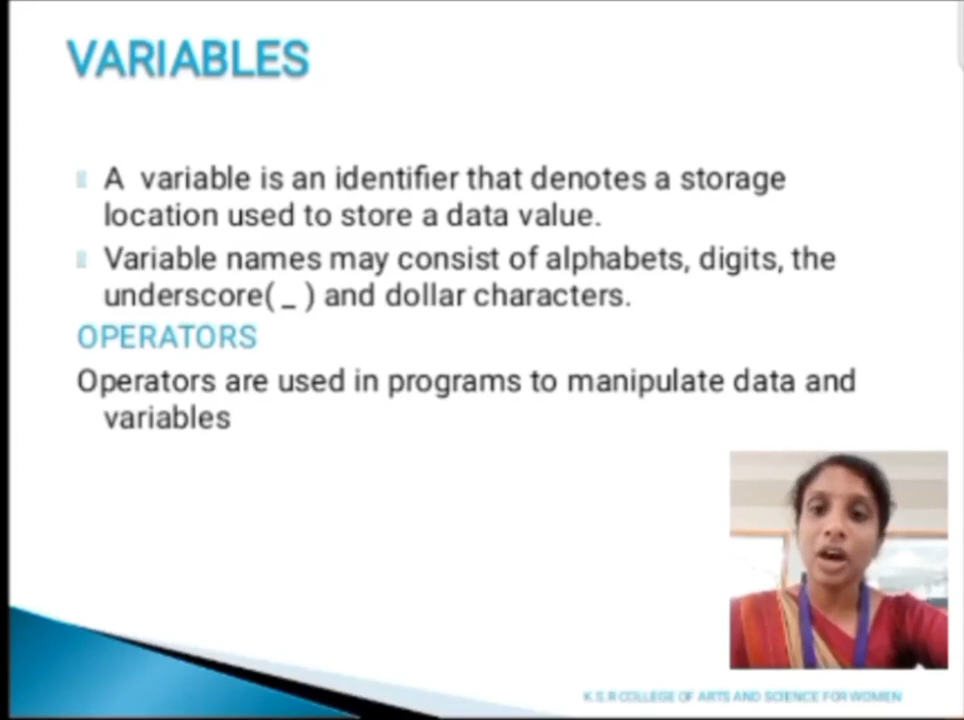 VARIABLES
A variable is an identifier that denotes a storage
location used to store a data value.
Variable names may consist of alphabets, digits, the
underscore( _ ) and dollar characters.
OPERATORS
Operators are used in programs to manipulate data and
variables
K.S.R COLLEGE OF ARTS AND SCIENCE FOR WOMEN